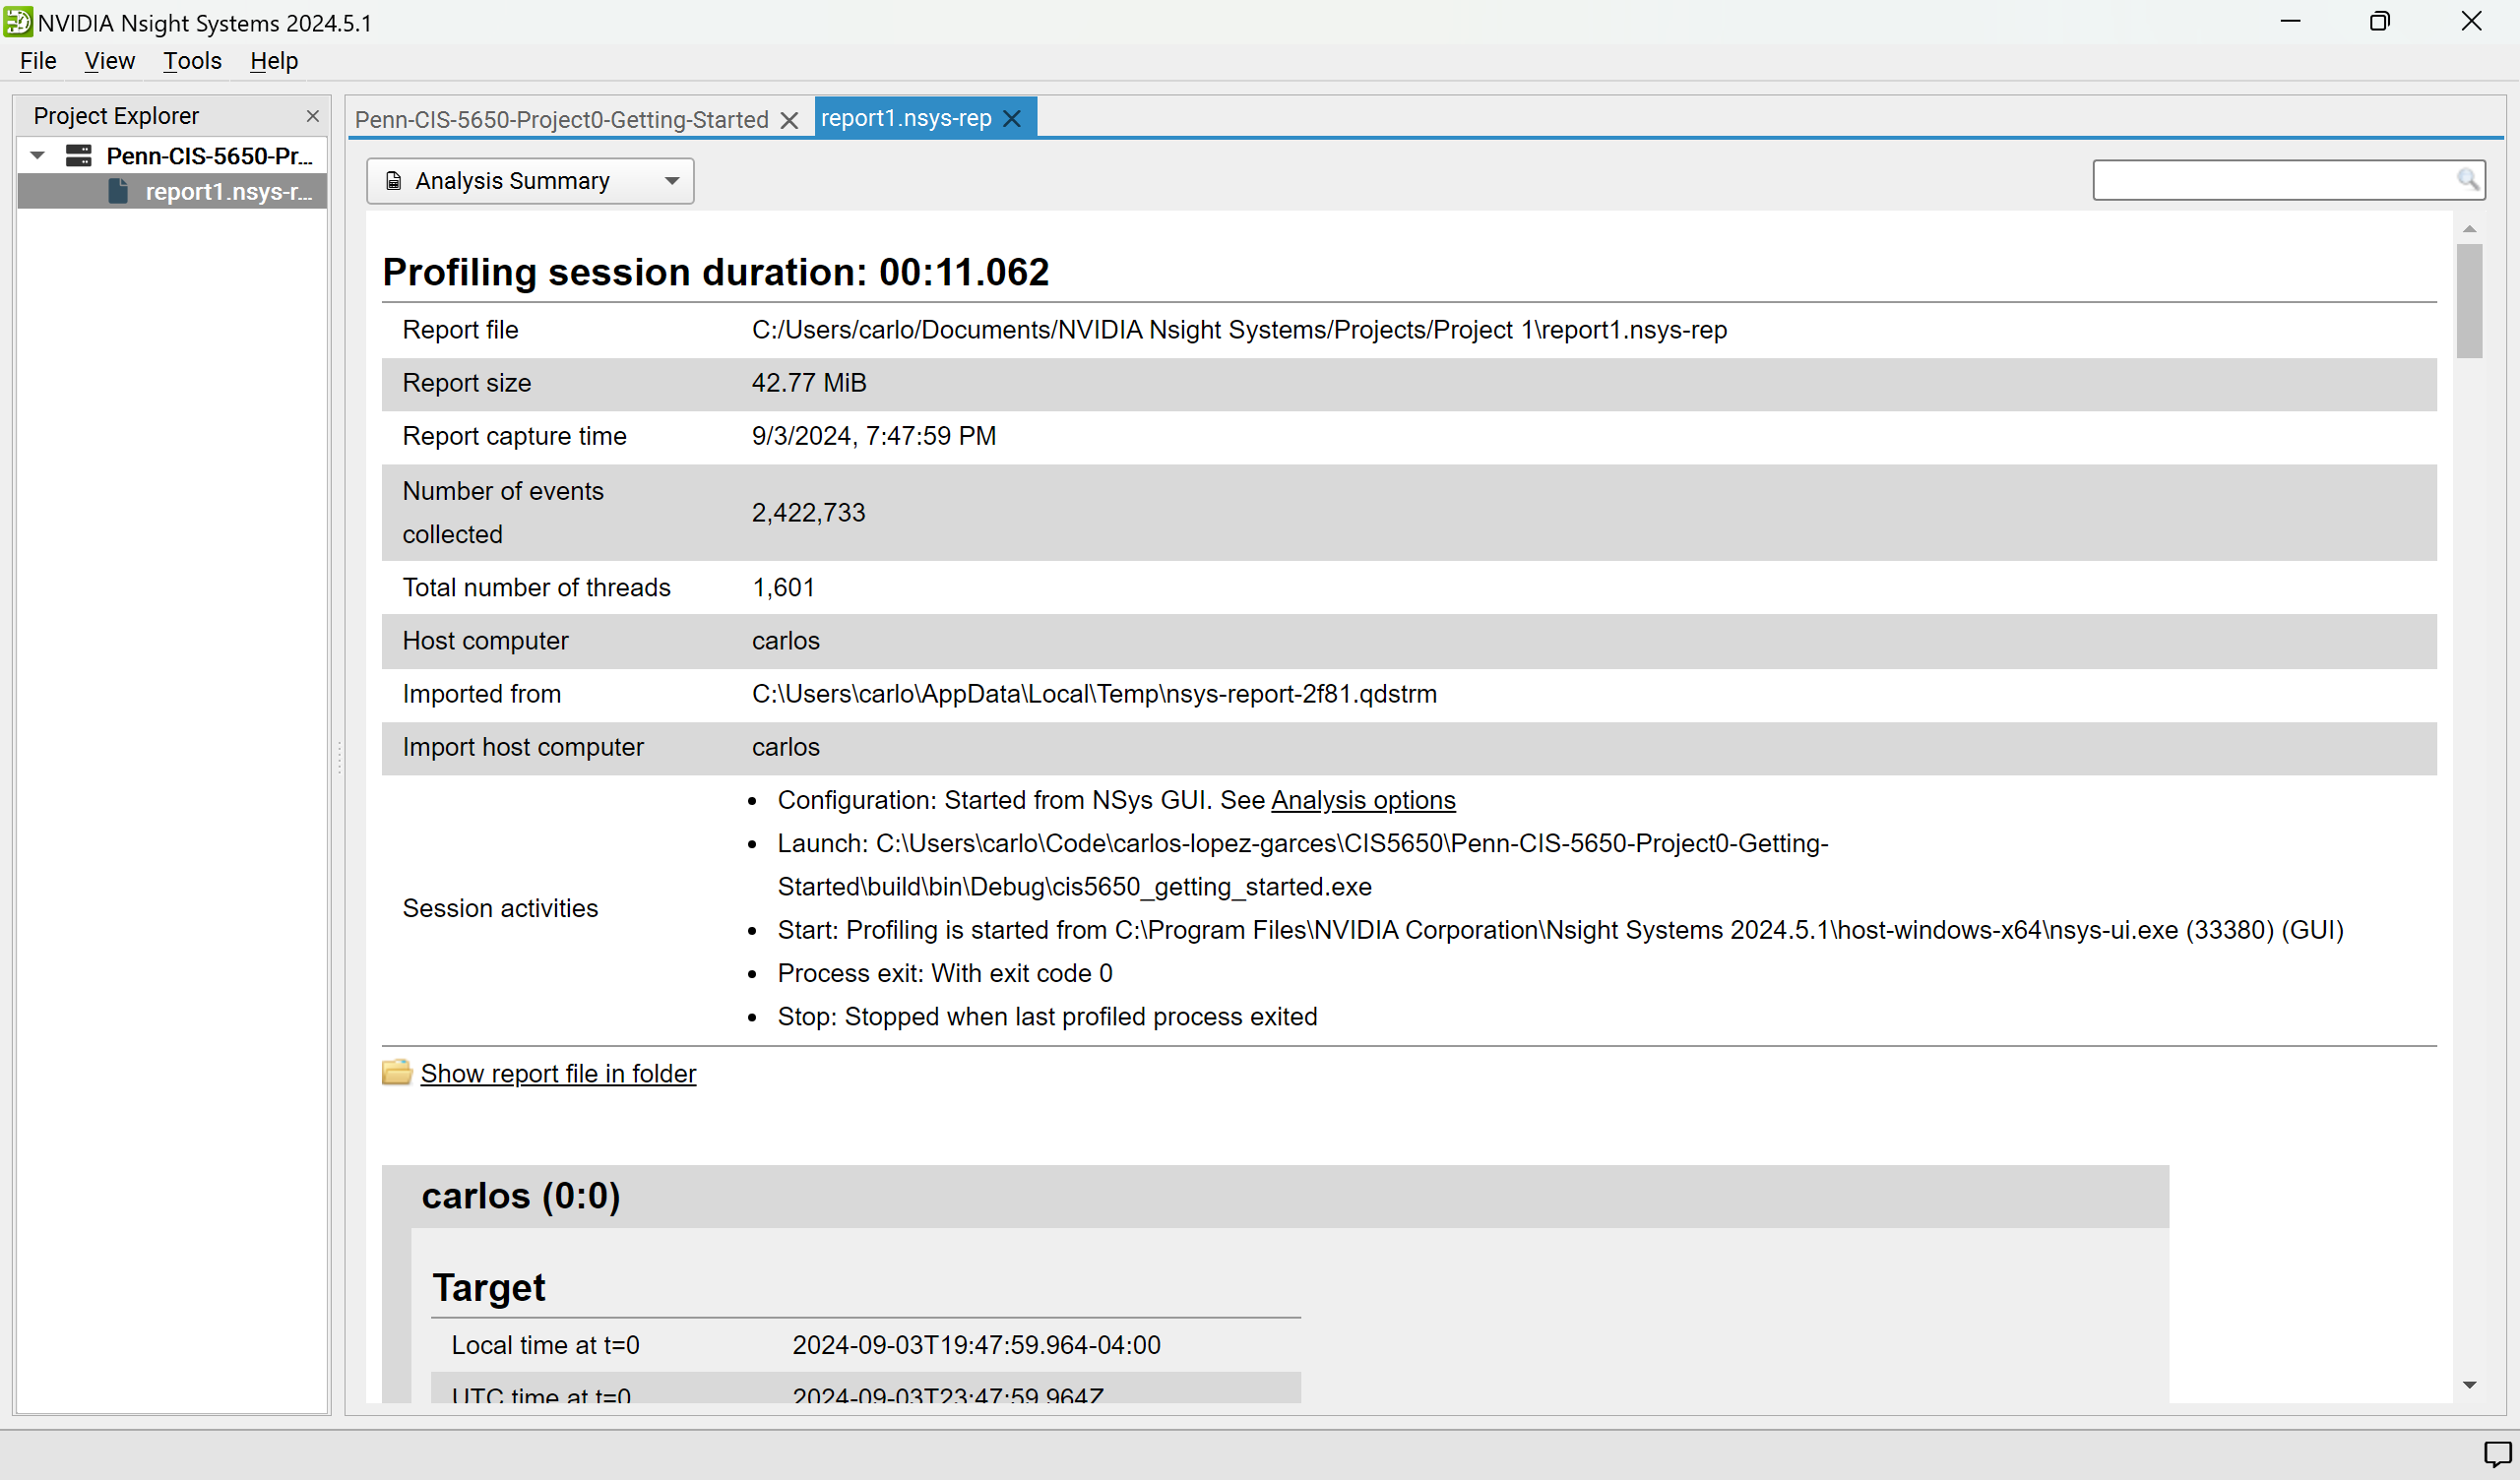 NVIDIA Nsight Systems 2024.5.1
File View Tools Help
Project Explorer
Penn-CIS-5650-Pr...
report1.nsys-r...
Penn-CIS-5650-Project0-Getting-Started
report1.nsys-rep
Analysis Summary
Profiling session duration: 00:11.062
Report file C:/Users/carlo/Documents/NVIDIA Nsight Systems/Projects/Project 1\report1.nsys-rep
Report size 42.77 MiB
Report capture time 9/3/2024, 7:47:59 PM
Number of events
collected
2,422,733
Total number of threads 1,601
Host computer carlos
Imported from C:\Users\carlo\AppData\Local\Temp\nsys-report-2f81.qdstrm
Import host computer carlos
Session activities
• Configuration: Started from NSys GUI. See Analysis options
• Launch: C:\Users\carlo\Code\carlos-lopez-garces\CIS5650\Penn-CIS-5650-Project0-Getting-
Started\build\bin\Debug\cis5650_getting_started.exe
• Start: Profiling is started from C:\Program Files\NVIDIA Corporation\Nsight Systems 2024.5.1\host-windows-x64\nsys-ui.exe (33380) (GUI)
• Process exit: With exit code 0
• Stop: Stopped when last profiled process exited
Show report file in folder
carlos (0:0)
Target
Local time at t=0 2024-09-03T19:47:59.964-04:00
UTC time at t=0 2024-09-03T23:47:59.964Z